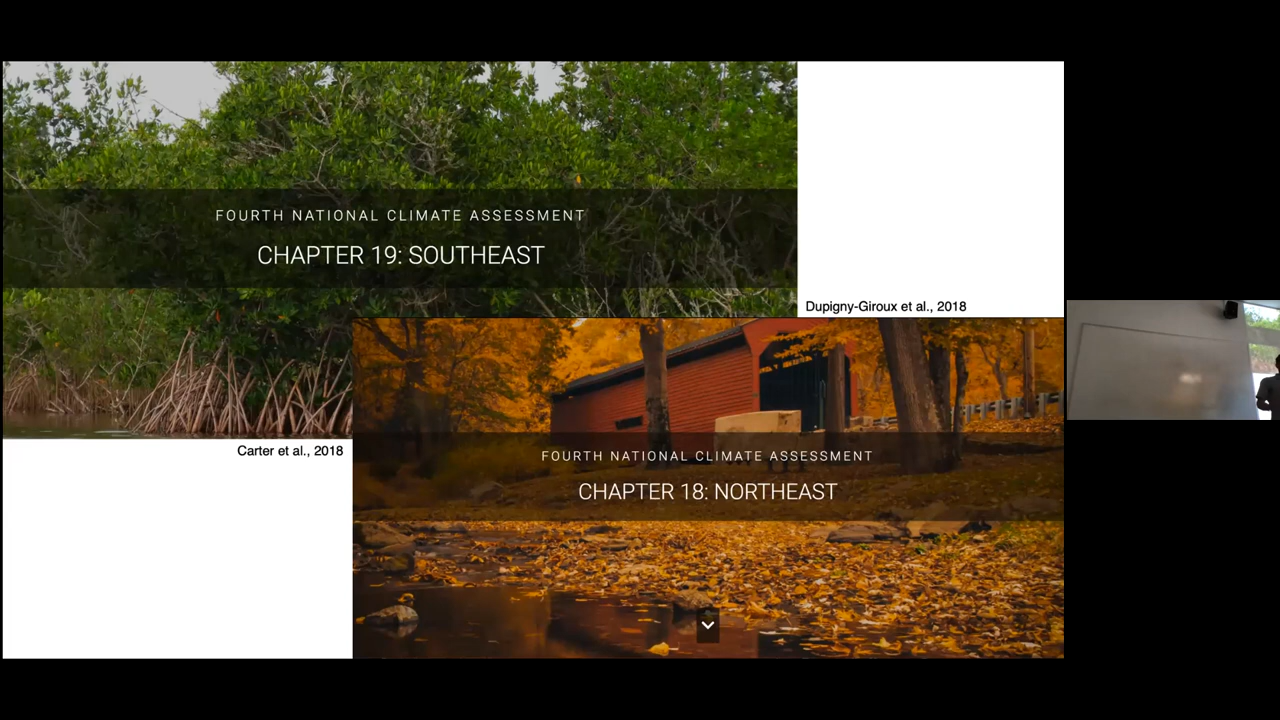 FOURTH NATIONAL CLIMATE ASSESSMENT
CHAPTER 19: SOUTHEAST
Dupigny-Giroux et al., 2018
Carter et al., 2018
FOURTH NATIONAL CLIMATE ASSESSMENT
CHAPTER 18: NORTHEAST